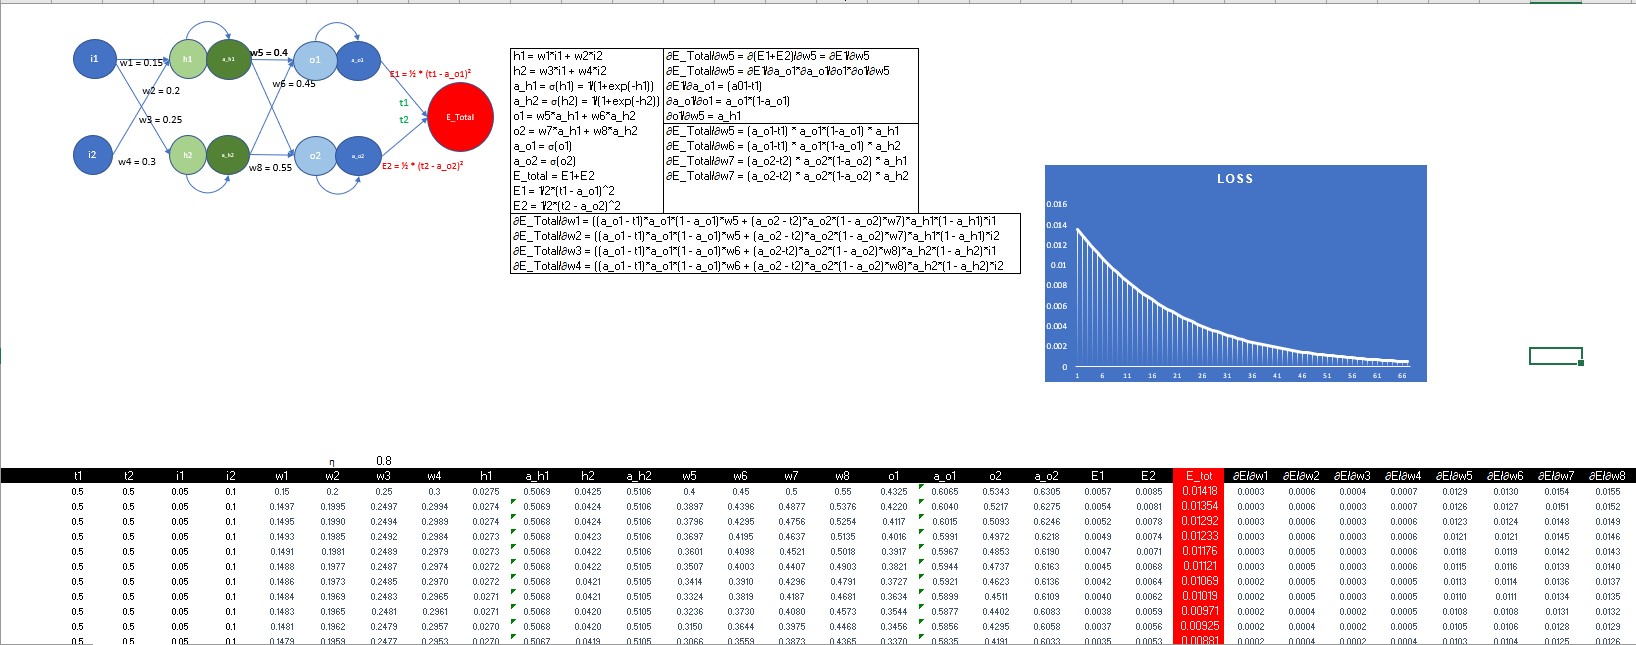 i1
h1
a_h1
o1
a_o1
i2
h2
a_h2
o2
a_o2
w1 = 0.15
w2 = 0.2
w3 = 0.25
w4 = 0.3
w5 = 0.4
w6 = 0.45
w8 = 0.55
E1 = ½ * (t1 - a_o1)²
t1
t2
E_Total
E2 = ½ * (t2 - a_o2)²
h1 = w1*i1 + w2*i2
h2 = w3*i1 + w4*i2
a_h1 = σ(h1) = 1/(1+exp(-h1))
a_h2 = σ(h2) = 1/(1+exp(-h2))
o1 = w5*a_h1 + w6*a_h2
o2 = w7*a_h1 + w8*a_h2
a_o1 = σ(o1)
a_o2 = σ(o2)
E_total = E1+E2
E1 = 1/2*(t1 - a_o1)^2
E2 = 1/2*(t2 - a_o2)^2
∂E_Total/∂w5 = ∂(E1+E2)/∂w5 = ∂E1/∂w5
∂E_Total/∂w5 = ∂E1/∂a_o1*∂a_o1/∂o1*∂o1/∂w5
∂E1/∂a_o1 = (a01-t1)
∂a_o1/∂o1 = a_o1*(1-a_o1)
∂o1/∂w5 = a_h1
∂E_Total/∂w5 = (a_o1-t1) * a_o1*(1-a_o1) * a_h1
∂E_Total/∂w6 = (a_o1-t1) * a_o1*(1-a_o1) * a_h2
∂E_Total/∂w7 = (a_o2-t2) * a_o2*(1-a_o2) * a_h1
∂E_Total/∂w7 = (a_o2-t2) * a_o2*(1-a_o2) * a_h2
∂E_Total/∂w1 = ((a_o1 - t1)*a_o1*(1 - a_o1)*w5 + (a_o2 - t2)*a_o2*(1 - a_o2)*w7)*a_h1*(1 - a_h1)*i1
∂E_Total/∂w2 = ((a_o1 - t1)*a_o1*(1 - a_o1)*w5 + (a_o2 - t2)*a_o2*(1 - a_o2)*w7)*a_h1*(1 - a_h1)*i2
∂E_Total/∂w3 = ((a_o1 - t1)*a_o1*(1 - a_o1)*w6 + (a_o2-t2)*a_o2*(1 - a_o2)*w8)*a_h2*(1 - a_h2)*i1
∂E_Total/∂w4 = ((a_o1 - t1)*a_o1*(1 - a_o1)*w6 + (a_o2 - t2)*a_o2*(1 - a_o2)*w8)*a_h2*(1 - a_h2)*i2
LOSS
0.016
0.014
0.012
0.01
0.008
0.006
0.004
0.002
0
1 6 11 16 21 26 31 36 41 46 51 56 61 66
η 0.8
t1 t2 i1 i2 w1 w2 w3 w4 h1 a_h1 h2 a_h2 w5 w6 w7 w8 o1 a_o1 o2 a_o2 E1 E2 E_tot ∂E/∂w1 ∂E/∂w2 ∂E/∂w3 ∂E/∂w4 ∂E/∂w5 ∂E/∂w6 ∂E/∂w7 ∂E/∂w8
0.5 0.5 0.05 0.1 0.15 0.2 0.25 0.3 0.0275 0.5069 0.0425 0.5106 0.4 0.45 0.5 0.55 0.4325 0.6065 0.5343 0.6305 0.0057 0.0085 0.01418 0.0003 0.0006 0.0004 0.0007 0.0129 0.0130 0.0154 0.0155
0.5 0.5 0.05 0.1 0.1497 0.1995 0.2497 0.2994 0.0274 0.5069 0.0424 0.5106 0.3897 0.4396 0.4877 0.5376 0.4220 0.6040 0.5217 0.6275 0.0054 0.0081 0.01354 0.0003 0.0006 0.0003 0.0007 0.0126 0.0127 0.0151 0.0152
0.5 0.5 0.05 0.1 0.1495 0.1990 0.2494 0.2989 0.0274 0.5068 0.0424 0.5106 0.3796 0.4295 0.4756 0.5254 0.4117 0.6015 0.5093 0.6246 0.0052 0.0078 0.01292 0.0003 0.0006 0.0003 0.0006 0.0123 0.0124 0.0148 0.0149
0.5 0.5 0.05 0.1 0.1493 0.1985 0.2492 0.2984 0.0273 0.5068 0.0423 0.5106 0.3697 0.4195 0.4637 0.5135 0.4016 0.5991 0.4972 0.6218 0.0049 0.0074 0.01233 0.0003 0.0006 0.0003 0.0006 0.0121 0.0121 0.0145 0.0146
0.5 0.5 0.05 0.1 0.1491 0.1981 0.2489 0.2979 0.0273 0.5068 0.0422 0.5106 0.3601 0.4098 0.4521 0.5018 0.3917 0.5967 0.4853 0.6190 0.0047 0.0071 0.01176 0.0003 0.0005 0.0003 0.0006 0.0118 0.0119 0.0142 0.0143
0.5 0.5 0.05 0.1 0.1488 0.1977 0.2487 0.2974 0.0272 0.5068 0.0422 0.5105 0.3507 0.4003 0.4407 0.4903 0.3821 0.5944 0.4737 0.6163 0.0045 0.0068 0.01121 0.0003 0.0005 0.0003 0.0006 0.0115 0.0116 0.0139 0.0140
0.5 0.5 0.05 0.1 0.1486 0.1973 0.2485 0.2970 0.0272 0.5068 0.0421 0.5105 0.3414 0.3910 0.4296 0.4791 0.3727 0.5921 0.4623 0.6136 0.0042 0.0064 0.01069 0.0002 0.0005 0.0003 0.0005 0.0113 0.0114 0.0136 0.0137
0.5 0.5 0.05 0.1 0.1484 0.1969 0.2483 0.2965 0.0271 0.5068 0.0421 0.5105 0.3324 0.3819 0.4187 0.4681 0.3634 0.5899 0.4511 0.6109 0.0040 0.0062 0.01019 0.0002 0.0005 0.0003 0.0005 0.0110 0.0111 0.0134 0.0135
0.5 0.5 0.05 0.1 0.1483 0.1965 0.2481 0.2961 0.0271 0.5068 0.0420 0.5105 0.3236 0.3730 0.4080 0.4573 0.3544 0.5877 0.4402 0.6083 0.0038 0.0059 0.00971 0.0002 0.0004 0.0002 0.0005 0.0108 0.0108 0.0131 0.0132
0.5 0.5 0.05 0.1 0.1481 0.1962 0.2479 0.2957 0.0270 0.5068 0.0420 0.5105 0.3150 0.3644 0.3975 0.4468 0.3456 0.5856 0.4295 0.6058 0.0037 0.0056 0.00925 0.0002 0.0004 0.0002 0.0005 0.0105 0.0106 0.0128 0.0129
0.5 0.5 0.05 0.1 0.1479 0.1959 0.2477 0.2953 0.0270 0.5067 0.0419 0.5105 0.3066 0.3559 0.3873 0.4365 0.3370 0.5835 0.4191 0.6033 0.0035 0.0053 0.00881 0.0002 0.0004 0.0002 0.0004 0.0103 0.0104 0.0125 0.0126